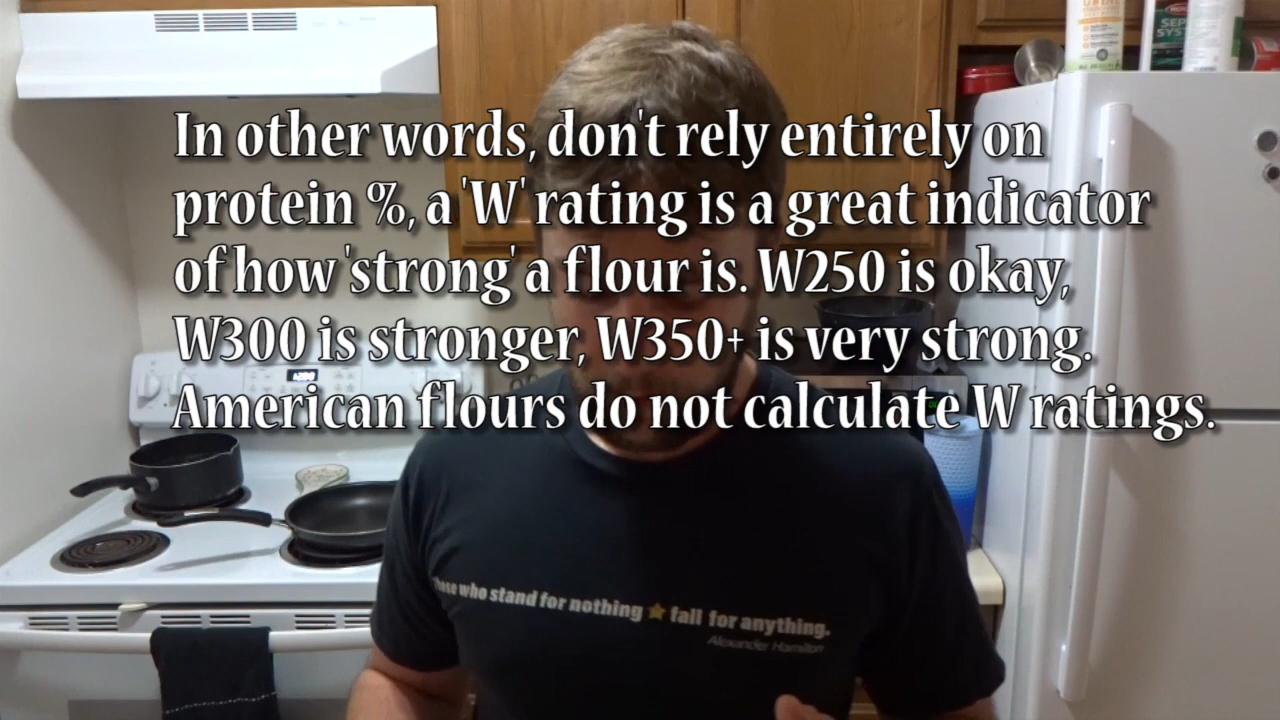 In other words, don't rely entirely on
protein %, a 'W' rating is a great indicator
of how 'strong' a flour is. W250 is okay,
W300 is stronger, W350+ is very strong.
American flours do not calculate W ratings.
who stand for nothing ★ fall for anything.
Alexander Hamilton